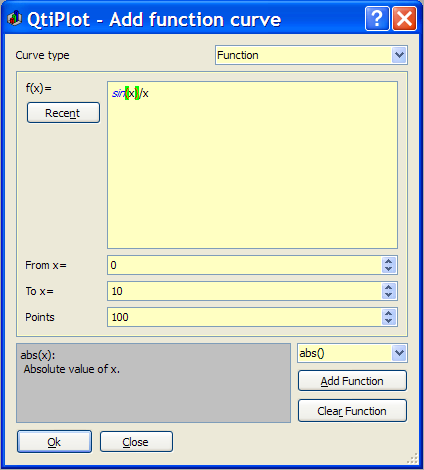 QtiPlot - Add function curve
Curve type
Function
f(x)=
sin(x)/x
Recent
From x=
0
To x=
10
Points
100
abs(x):
Absolute value of x.
abs()
Add Function
Clear Function
Ok
Close